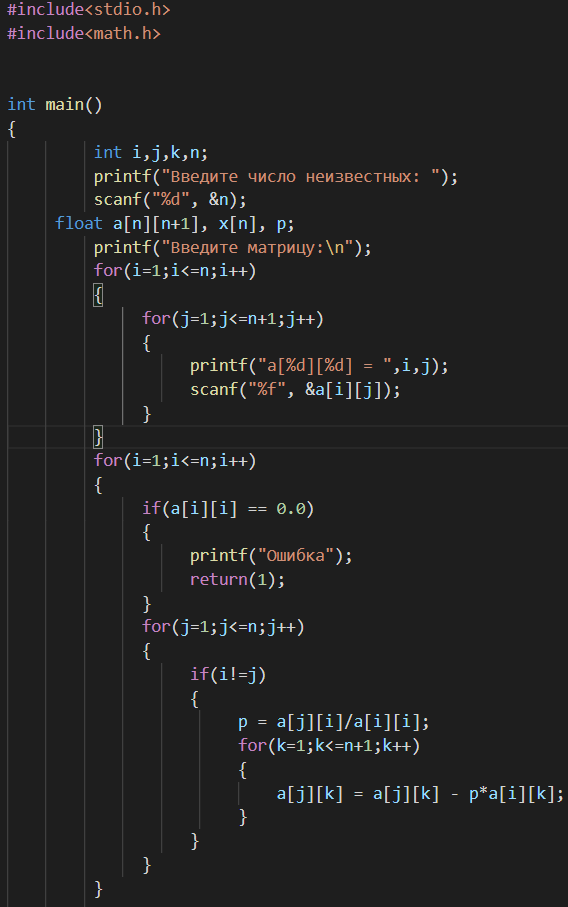 #include<stdio.h>
#include<math.h>
int main()
{
int i,j,k,n;
printf("Введите число неизвестных: ");
scanf("%d", &n);
float a[n][n+1], x[n], p;
printf("Введите матрицу:\n");
for(i=1;i<=n;i++)
{
for(j=1;j<=n+1;j++)
{
printf("a[%d][%d] = ",i,j);
scanf("%f", &a[i][j]);
}
}
for(i=1;i<=n;i++)
{
if(a[i][i] == 0.0)
{
printf("Ошибка");
return(1);
}
for(j=1;j<=n;j++)
{
if(i!=j)
{
p = a[j][i]/a[i][i];
for(k=1;k<=n+1;k++)
{
a[j][k] = a[j][k] - p*a[i][k];
}
}
}
}